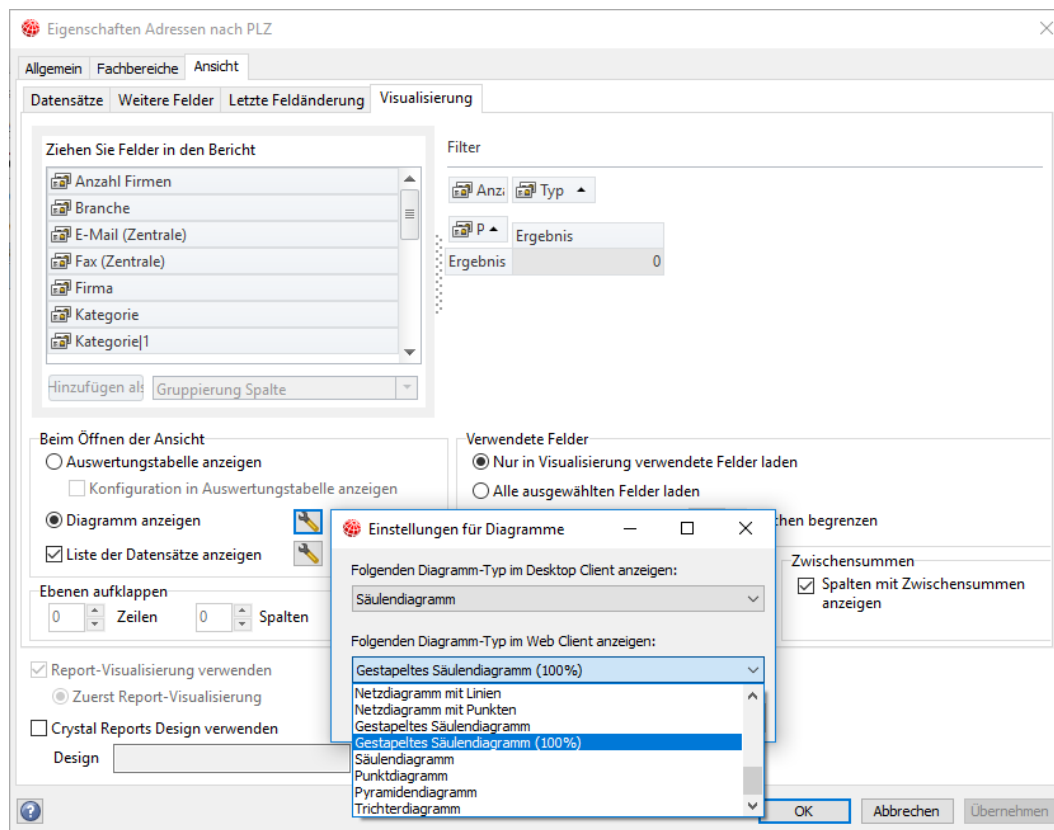 Eigenschaften Adressen nach PLZ
Allgemein Fachbereiche Ansicht
Datensätze Weitere Felder Letzte Feldänderung Visualisierung
Ziehen Sie Felder in den Bericht
Anzahl Firmen
Branche
E-Mail (Zentrale)
Fax (Zentrale)
Firma
Kategorie
Kategorie|1
Hinzufügen als Gruppierung Spalte
Filter
Anz Typ
P Ergebnis
Ergebnis 0
Beim Öffnen der Ansicht
Auswertungstabelle anzeigen
Konfiguration in Auswertungstabelle anzeigen
Diagramm anzeigen
Liste der Datensätze anzeigen
Verwendete Felder
Nur in Visualisierung verwendete Felder laden
Alle ausgewählten Felder laden
chen begrenzen
Ebenen aufklappen
0 Zeilen 0 Spalten
Zwischensummen
Spalten mit Zwischensummen
anzeigen
Report-Visualisierung verwenden
Zuerst Report-Visualisierung
Crystal Reports Design verwenden
Design
Einstellungen für Diagramme
Folgenden Diagramm-Typ im Desktop Client anzeigen:
Säulendiagramm
Folgenden Diagramm-Typ im Web Client anzeigen:
Gestapeltes Säulendiagramm (100%)
Netzdiagramm mit Linien
Netzdiagramm mit Punkten
Gestapeltes Säulendiagramm
Gestapeltes Säulendiagramm (100%)
Säulendiagramm
Punktdiagramm
Pyramidendiagramm
Trichterdiagramm
? OK Abbrechen Übernehmen